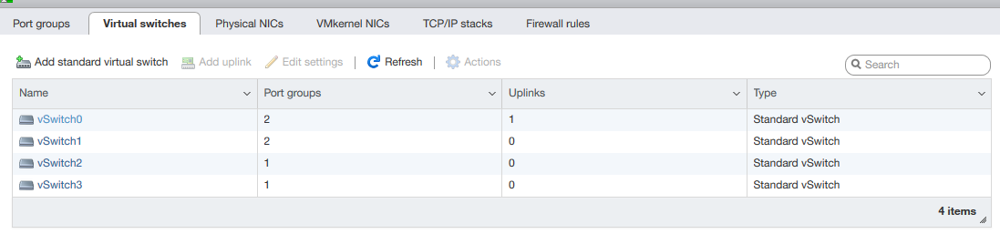 Port groups Virtual switches Physical NICs VMkernel NICs TCP/IP stacks Firewall rules
Add standard virtual switch Add uplink Edit settings Refresh Actions Search
Name Port groups Uplinks Type
vSwitch0 2 1 Standard vSwitch
vSwitch1 2 0 Standard vSwitch
vSwitch2 1 0 Standard vSwitch
vSwitch3 1 0 Standard vSwitch
4 items